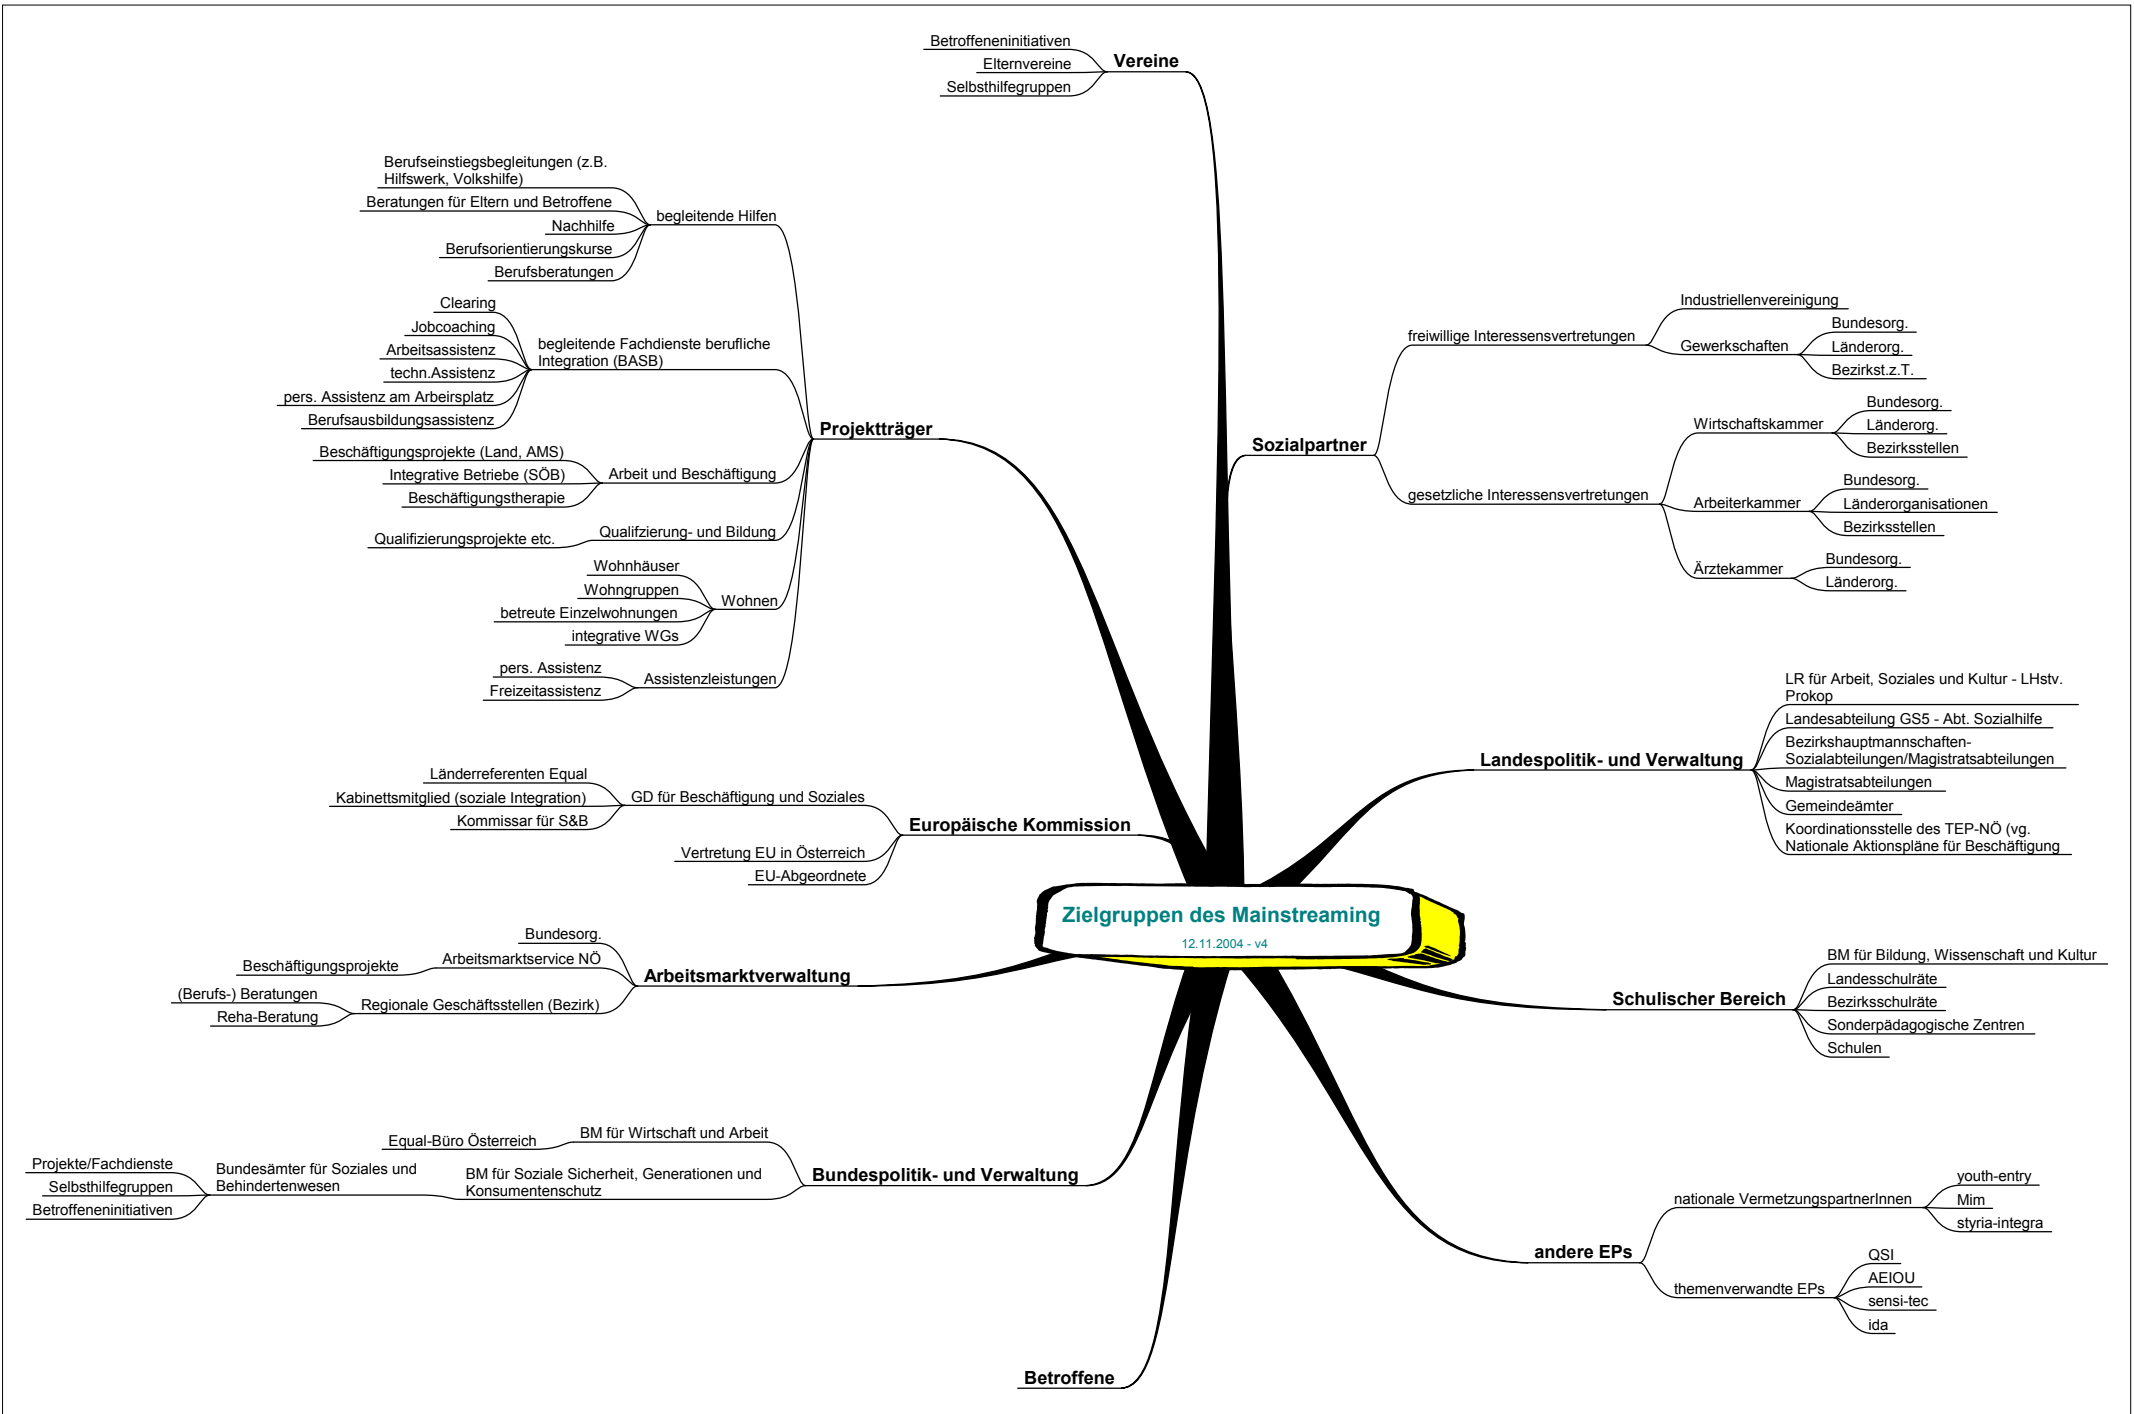 Betroffeneninitiativen
Elternvereine
Selbsthilfegruppen
Vereine
Berufseinstiegsbegleitungen (z.B.
Hilfswerk, Volkshilfe)
Beratungen für Eltern und Betroffene
Nachhilfe
Berufsorientierungskurse
Berufsberatungen
begleitende Hilfen
Clearing
Jobcoaching
Arbeitsassistenz
techn.Assistenz
pers. Assistenz am Arbeirsplatz
Berufsausbildungsassistenz
begleitende Fachdienste berufliche
Integration (BASB)
Beschäftigungsprojekte (Land, AMS)
Integrative Betriebe (SÖB)
Beschäftigungstherapie
Arbeit und Beschäftigung
Qualifizierungsprojekte etc.
Qualifzierung- und Bildung
Wohnhäuser
Wohngruppen
betreute Einzelwohnungen
integrative WGs
Wohnen
pers. Assistenz
Freizeitassistenz
Assistenzleistungen
Projektträger
Länderreferenten Equal
Kabinettsmitglied (soziale Integration)
Kommissar für S&B
GD für Beschäftigung und Soziales
Vertretung EU in Österreich
EU-Abgeordnete
Europäische Kommission
Bundesorg.
Beschäftigungsprojekte
Arbeitsmarktservice NÖ
(Berufs-) Beratungen
Reha-Beratung
Regionale Geschäftsstellen (Bezirk)
Arbeitsmarktverwaltung
Equal-Büro Österreich
BM für Wirtschaft und Arbeit
Projekte/Fachdienste
Selbsthilfegruppen
Betroffeneninitiativen
Bundesämter für Soziales und
Behindertenwesen
BM für Soziale Sicherheit, Generationen und
Konsumentenschutz
Bundespolitik- und Verwaltung
Betroffene
Zielgruppen des Mainstreaming
12.11.2004 - v4
Sozialpartner
freiwillige Interessensvertretungen
Industriellenvereinigung
Gewerkschaften
Bundesorg.
Länderorg.
Bezirkst.z.T.
gesetzliche Interessensvertretungen
Wirtschaftskammer
Bundesorg.
Länderorg.
Bezirksstellen
Arbeiterkammer
Bundesorg.
Länderorganisationen
Bezirksstellen
Ärztekammer
Bundesorg.
Länderorg.
Landespolitik- und Verwaltung
LR für Arbeit, Soziales und Kultur - LHstv.
Prokop
Landesabteilung GS5 - Abt. Sozialhilfe
Bezirkshauptmannschaften-
Sozialabteilungen/Magistratsabteilungen
Magistratsabteilungen
Gemeindeämter
Koordinationsstelle des TEP-NÖ (vg.
Nationale Aktionspläne für Beschäftigung
Schulischer Bereich
BM für Bildung, Wissenschaft und Kultur
Landesschulräte
Bezirksschulräte
Sonderpädagogische Zentren
Schulen
andere EPs
nationale VermetzungspartnerInnen
youth-entry
Mim
styria-integra
themenverwandte EPs
QSI
AEIOU
sensi-tec
ida